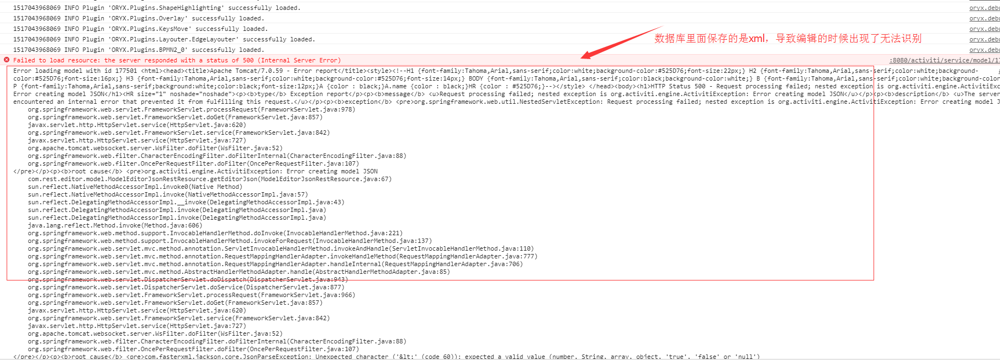 1517043968069 INFO Plugin 'ORYX.Plugins.ShapeHighlighting' successfully loaded. oryx.debu
1517043968069 INFO Plugin 'ORYX.Plugins.Overlay' successfully loaded. oryx.debu
1517043968069 INFO Plugin 'ORYX.Plugins.KeysMove' successfully loaded. oryx.debu
1517043968069 INFO Plugin 'ORYX.Plugins.Layouter.EdgeLayouter' successfully loaded. oryx.debu
数据库里面保存的是xml，导致编辑的时候出现了无法识别
1517043968069 INFO Plugin 'ORYX.Plugins.BPMN2_0' successfully loaded. oryx.debu
Failed to load resource: the server responded with a status of 500 (Internal Server Error) :8080/activiti/service/model/17
Error loading model with id 177501 <html><head><title>Apache Tomcat/7.0.59 - Error report</title><style><!--H1 {font-family:Tahoma,Arial,sans-serif;color:white;background-color:#525D76;font-size:22px;} H2 {font-family:Tahoma,Arial,sans-serif;color:white;background-
color:#525D76;font-size:16px;} H3 {font-family:Tahoma,Arial,sans-serif;color:white;background-color:#525D76;font-size:14px;} BODY {font-family:Tahoma,Arial,sans-serif;color:black;background-color:white;} B {font-family:Tahoma,Arial,sans-serif;color:white;background-color:#525D76;}
P {font-family:Tahoma,Arial,sans-serif;background:white;color:black;font-size:12px;}A {color : black;}A.name {color : black;}HR {color : #525D76;}--></style> </head><body><h1>HTTP Status 500 - Request processing failed; nested exception is org.activiti.engine.ActivitiExce
Error creating model JSON</h1><HR size="1" noshade="noshade"><p><b>type</b> Exception report</p><p><b>message</b> <u>Request processing failed; nested exception is org.activiti.engine.ActivitiException: Error creating model JSON</u></p><p><b>description</b> <u>The server
encountered an internal error that prevented it from fulfilling this request.</u></p><p><b>exception</b> <pre>org.springframework.web.util.NestedServletException: Request processing failed; nested exception is org.activiti.engine.ActivitiException: Error creating model J
org.springframework.web.servlet.FrameworkServlet.processRequest(FrameworkServlet.java:978)
org.springframework.web.servlet.FrameworkServlet.doGet(FrameworkServlet.java:857)
javax.servlet.http.HttpServlet.service(HttpServlet.java:620)
org.springframework.web.servlet.FrameworkServlet.service(FrameworkServlet.java:842)
javax.servlet.http.HttpServlet.service(HttpServlet.java:727)
org.apache.tomcat.websocket.server.WsFilter.doFilter(WsFilter.java:52)
org.springframework.web.filter.CharacterEncodingFilter.doFilterInternal(CharacterEncodingFilter.java:88)
org.springframework.web.filter.OncePerRequestFilter.doFilter(OncePerRequestFilter.java:107)
</pre></p><p><b>root cause</b> <pre>org.activiti.engine.ActivitiException: Error creating model JSON
com.rest.editor.model.ModelEditorJsonRestResource.getEditorJson(ModelEditorJsonRestResource.java:67)
sun.reflect.NativeMethodAccessorImpl.invoke0(Native Method)
sun.reflect.NativeMethodAccessorImpl.invoke(NativeMethodAccessorImpl.java:57)
sun.reflect.DelegatingMethodAccessorImpl.__invoke(DelegatingMethodAccessorImpl.java:43)
sun.reflect.DelegatingMethodAccessorImpl.invoke(DelegatingMethodAccessorImpl.java)
sun.reflect.DelegatingMethodAccessorImpl.invoke(DelegatingMethodAccessorImpl.java)
java.lang.reflect.Method.invoke(Method.java:606)
org.springframework.web.method.support.InvocableHandlerMethod.doInvoke(InvocableHandlerMethod.java:221)
org.springframework.web.method.support.InvocableHandlerMethod.invokeForRequest(InvocableHandlerMethod.java:137)
org.springframework.web.servlet.mvc.method.annotation.ServletInvocableHandlerMethod.invokeAndHandle(ServletInvocableHandlerMethod.java:110)
org.springframework.web.servlet.mvc.method.annotation.RequestMappingHandlerAdapter.invokeHandleMethod(RequestMappingHandlerAdapter.java:777)
org.springframework.web.servlet.mvc.method.annotation.RequestMappingHandlerAdapter.handleInternal(RequestMappingHandlerAdapter.java:706)
org.springframework.web.servlet.mvc.method.AbstractHandlerMethodAdapter.handle(AbstractHandlerMethodAdapter.java:85)
org.springframework.web.servlet.DispatcherServlet.doDispatch(DispatcherServlet.java:943)
org.springframework.web.servlet.DispatcherServlet.doService(DispatcherServlet.java:877)
org.springframework.web.servlet.FrameworkServlet.processRequest(FrameworkServlet.java:966)
org.springframework.web.servlet.FrameworkServlet.doGet(FrameworkServlet.java:857)
javax.servlet.http.HttpServlet.service(HttpServlet.java:620)
org.springframework.web.servlet.FrameworkServlet.service(FrameworkServlet.java:842)
javax.servlet.http.HttpServlet.service(HttpServlet.java:727)
org.apache.tomcat.websocket.server.WsFilter.doFilter(WsFilter.java:52)
org.springframework.web.filter.CharacterEncodingFilter.doFilterInternal(CharacterEncodingFilter.java:88)
org.springframework.web.filter.OncePerRequestFilter.doFilter(OncePerRequestFilter.java:107)
</pre></p><p><b>root cause</b> <pre>com.fasterxml.jackson.core.JsonParseException: Unexpected character ('&lt;' (code 60)): expected a valid value (number, String, array, object, 'true', 'false' or 'null')